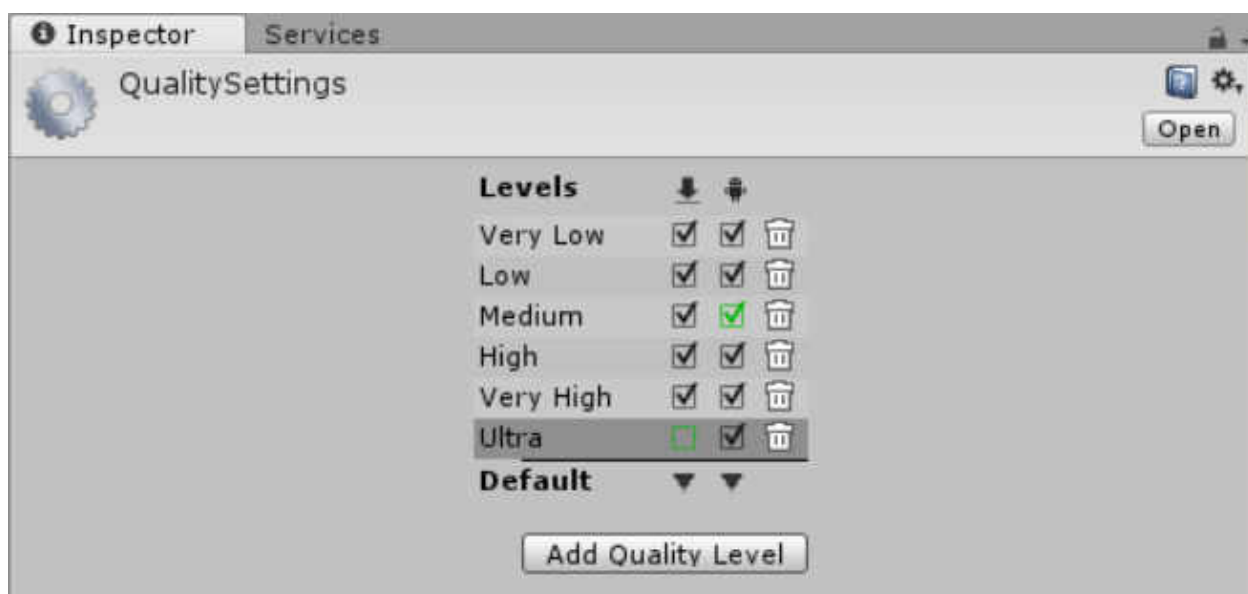 Inspector Services
QualitySettings
Open
Levels
Very Low
Low
Medium
High
Very High
Ultra
Default
Add Quality Level